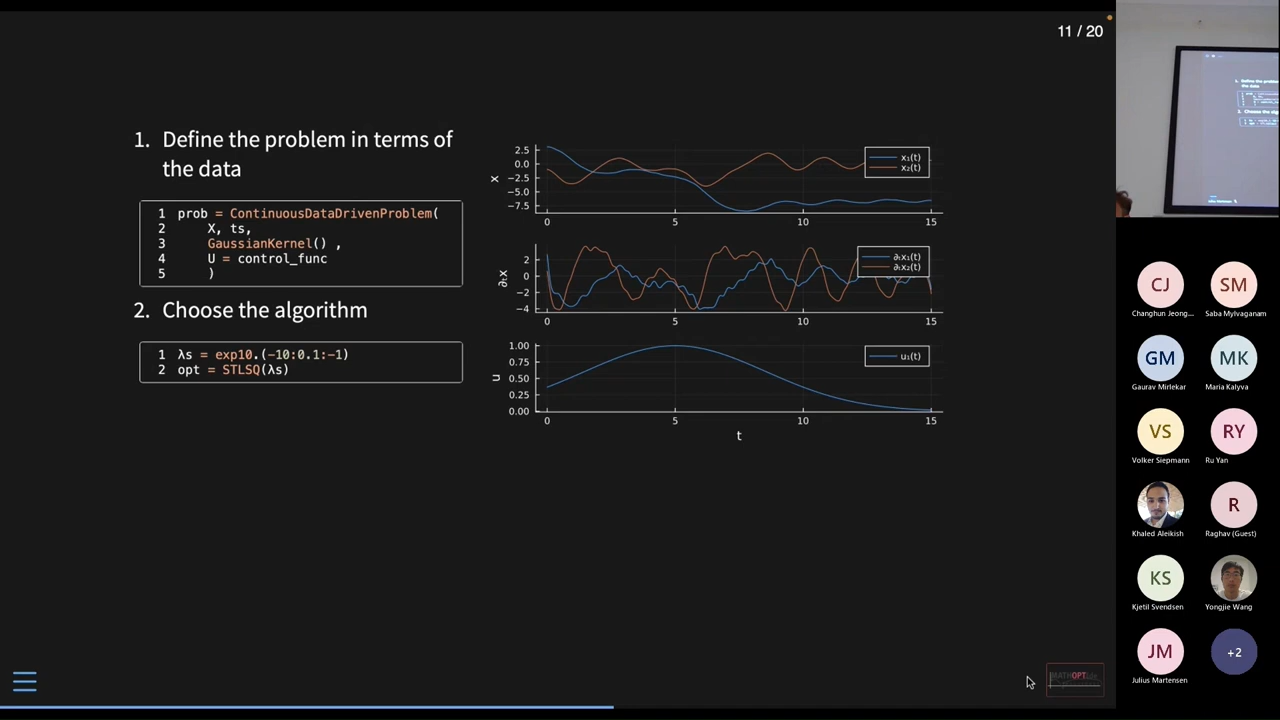 11 / 20
1. Define the problem in terms of
the data
1 prob = ContinuousDataDrivenProblem(
2 X, ts,
3 GaussianKernel() ,
4 U = control_func
5 )
2. Choose the algorithm
1 λs = exp10.(-10:0.1:-1)
2 opt = STLSQ(λs)
x
2.5
0.0
−2.5
−5.0
−7.5
0 5 10 15
x₁(t)
x₂(t)
∂ₜx
2
0
−2
−4
0 5 10 15
∂ₜx₁(t)
∂ₜx₂(t)
u
1.00
0.75
0.50
0.25
0.00
0 5 10 15
u₁(t)
t
MATHOPT
CJ SM
Changhun Jeong... Saba Mylvaganam
GM MK
Gaurav Mirlekar Maria Kalyva
VS RY
Volker Siepmann Ru Yan
R
Khaled Aleikish Raghav (Guest)
KS
Kjetil Svendsen Yongjie Wang
JM +2
Julius Martensen